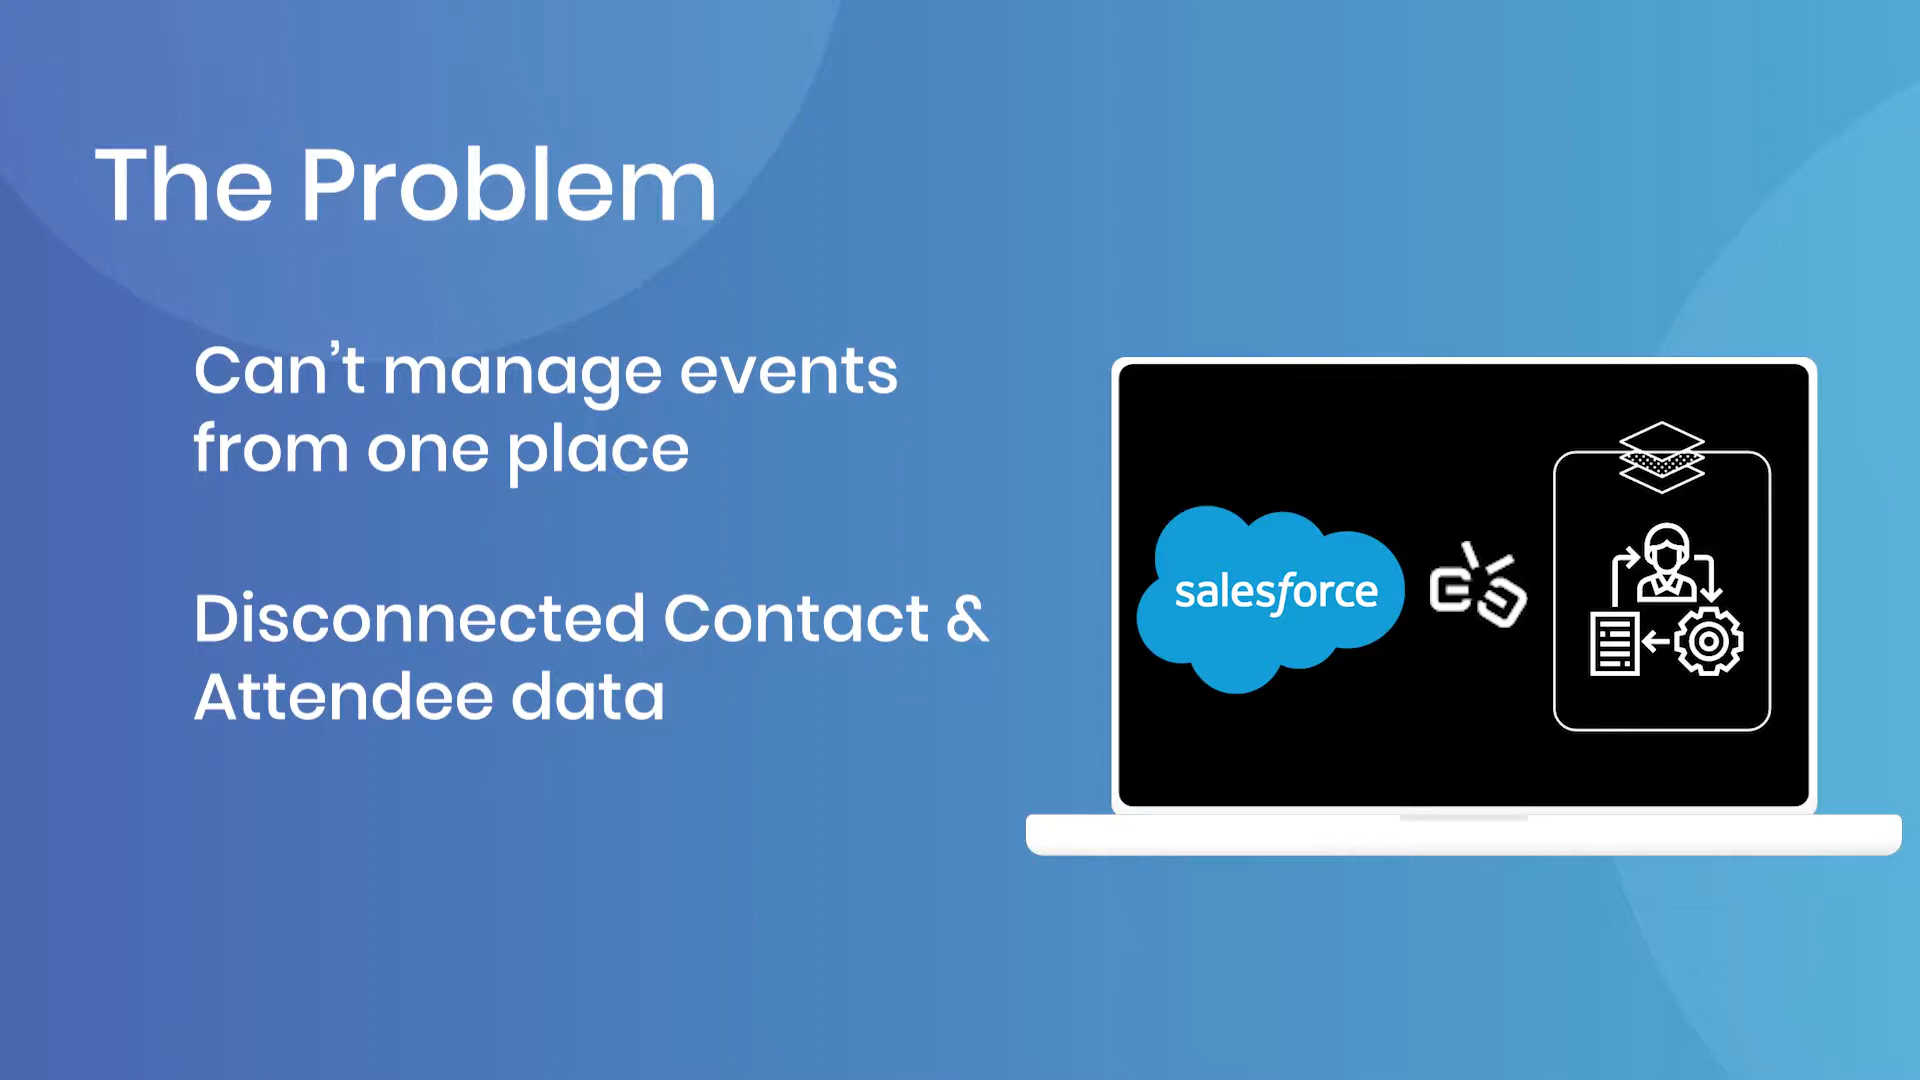 The Problem
Can’t manage events
from one place
Disconnected Contact &
Attendee data
salesforce